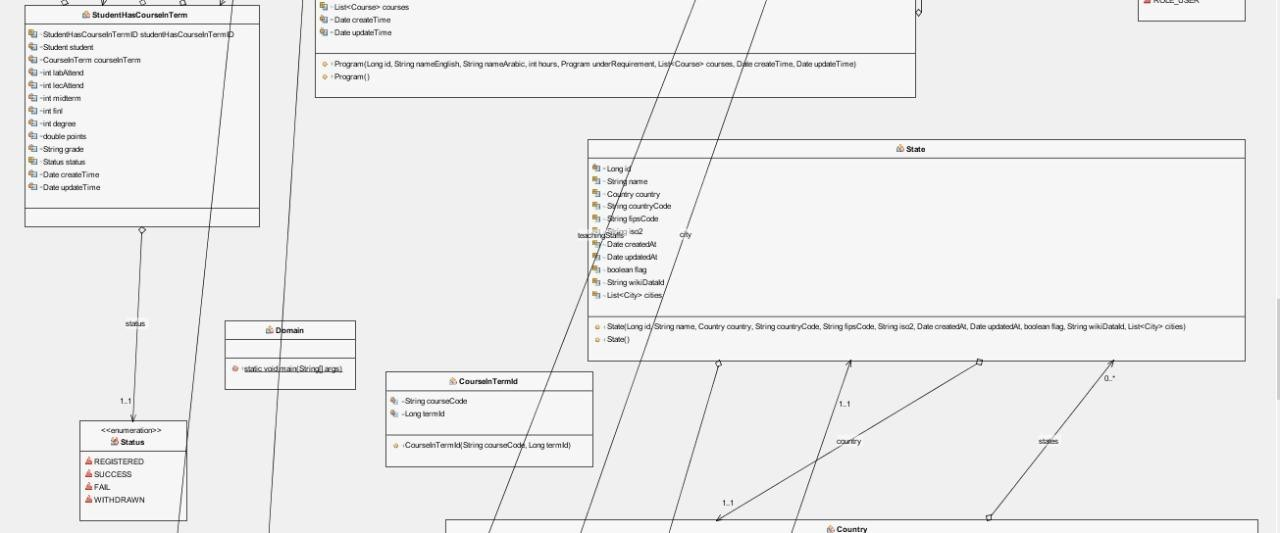 StudentHasCourseInTerm
-StudentHasCourseInTermID studentHasCourseInTermID
-Student student
-CourseInTerm courseInTerm
-int labAttend
-int lecAttend
-int midterm
-int finl
-int degree
-double points
-String grade
-Status status
-Date createTime
-Date updateTime
-List<Course> courses
-Date createTime
-Date updateTime
Program(Long id, String nameEnglish, String nameArabic, int hours, Program underRequirement, List<Course> courses, Date createTime, Date updateTime)
Program()
ROLE_USER
State
-Long id
-String name
-Country country
-String countryCode
-String fipsCode
-String iso2
-Date createdAt
-Date updatedAt
-boolean flag
-String wikiDataId
-List<City> cities
State(Long id, String name, Country country, String countryCode, String fipsCode, String iso2, Date createdAt, Date updatedAt, boolean flag, String wikiDataId, List<City> cities)
State()
teachingStaffs
city
status
1..1
Domain
static void main(String[] args)
CourseInTermId
-String courseCode
-Long termId
CourseInTermId(String courseCode, Long termId)
<<enumeration>>
Status
REGISTERED
SUCCESS
FAIL
WITHDRAWN
0..*
1..1
country
states
1..1
Country